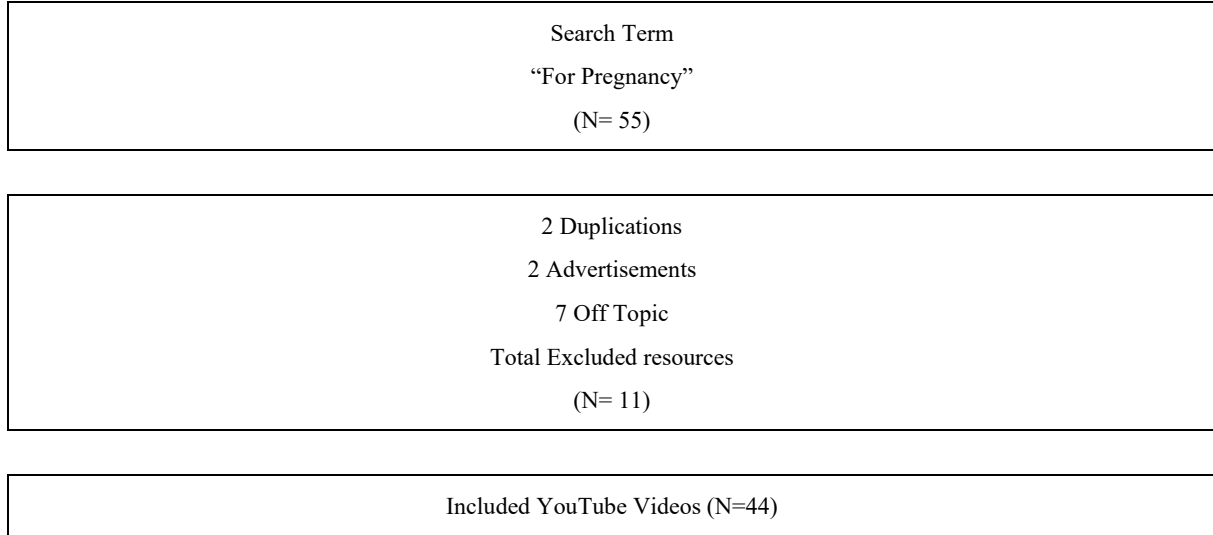 Search Term
“For Pregnancy”
(N= 55)
2 Duplications
2 Advertisements
7 Off Topic
Total Excluded resources
(N= 11)
Included YouTube Videos (N=44)